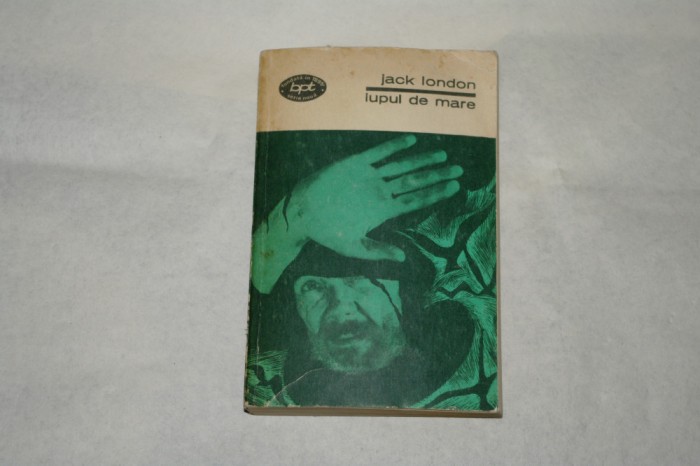 bpt
jack london
lupul de mare